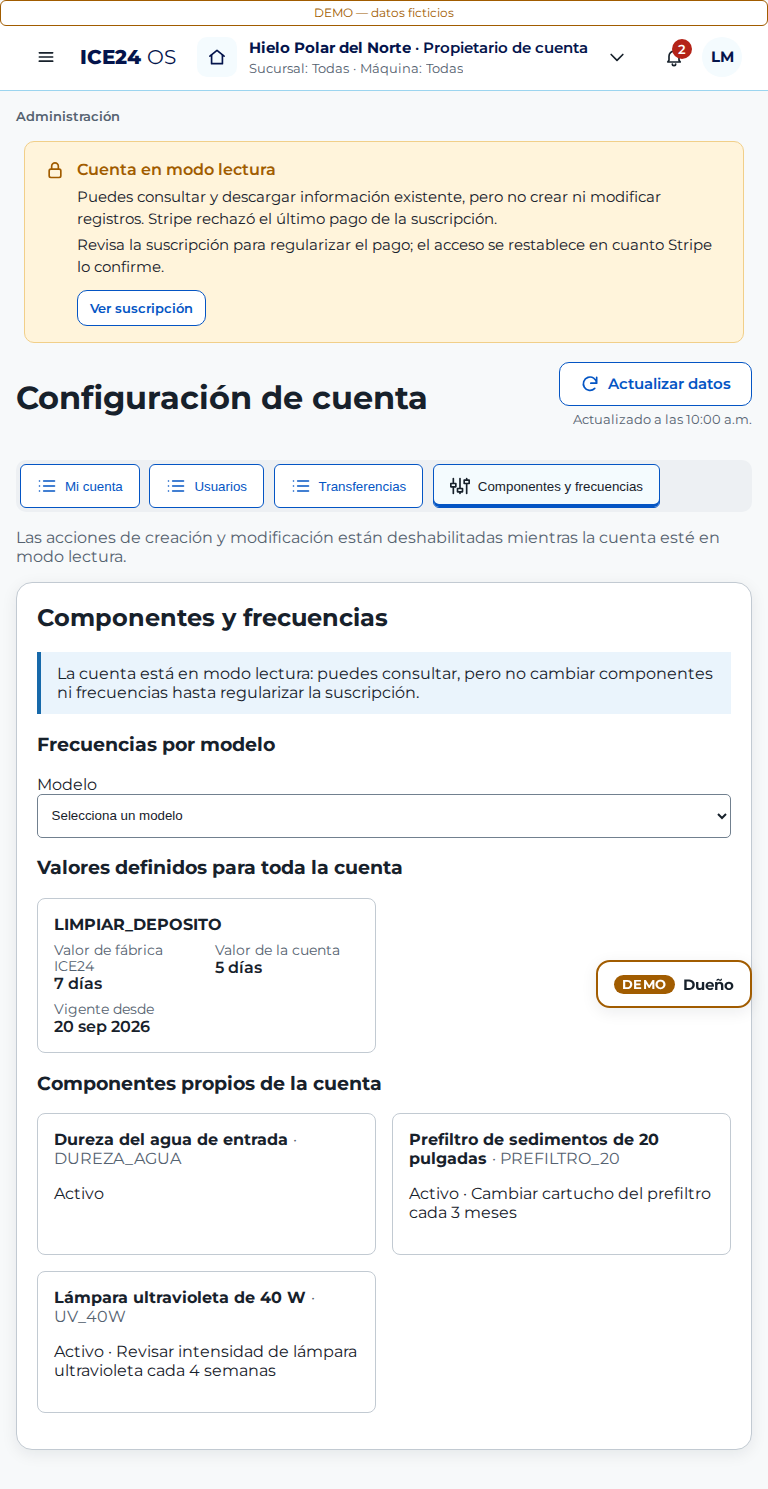 DEMO — datos ficticios
ICE24 OS
Hielo Polar del Norte · Propietario de cuenta
Sucursal: Todas · Máquina: Todas
2
LM
Administración
Cuenta en modo lectura
Puedes consultar y descargar información existente, pero no crear ni modificar
registros. Stripe rechazó el último pago de la suscripción.
Revisa la suscripción para regularizar el pago; el acceso se restablece en cuanto Stripe
lo confirme.
Ver suscripción
Configuración de cuenta
Actualizar datos
Actualizado a las 10:00 a.m.
Mi cuenta
Usuarios
Transferencias
Componentes y frecuencias
Las acciones de creación y modificación están deshabilitadas mientras la cuenta esté en
modo lectura.
Componentes y frecuencias
La cuenta está en modo lectura: puedes consultar, pero no cambiar componentes
ni frecuencias hasta regularizar la suscripción.
Frecuencias por modelo
Modelo
Selecciona un modelo
Valores definidos para toda la cuenta
LIMPIAR_DEPOSITO
Valor de fábrica
ICE24
7 días
Valor de la cuenta
5 días
Vigente desde
20 sep 2026
DEMO Dueño
Componentes propios de la cuenta
Dureza del agua de entrada ·
DUREZA_AGUA
Activo
Prefiltro de sedimentos de 20
pulgadas · PREFILTRO_20
Activo · Cambiar cartucho del prefiltro
cada 3 meses
Lámpara ultravioleta de 40 W ·
UV_40W
Activo · Revisar intensidad de lámpara
ultravioleta cada 4 semanas